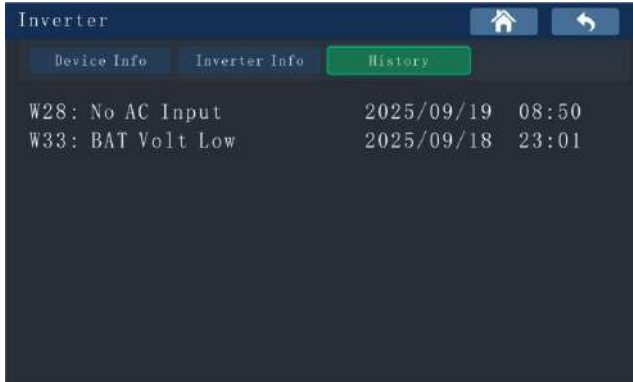 Inverter
Device Info Inverter Info History
W28: No AC Input 2025/09/19 08:50
W33: BAT Volt Low 2025/09/18 23:01